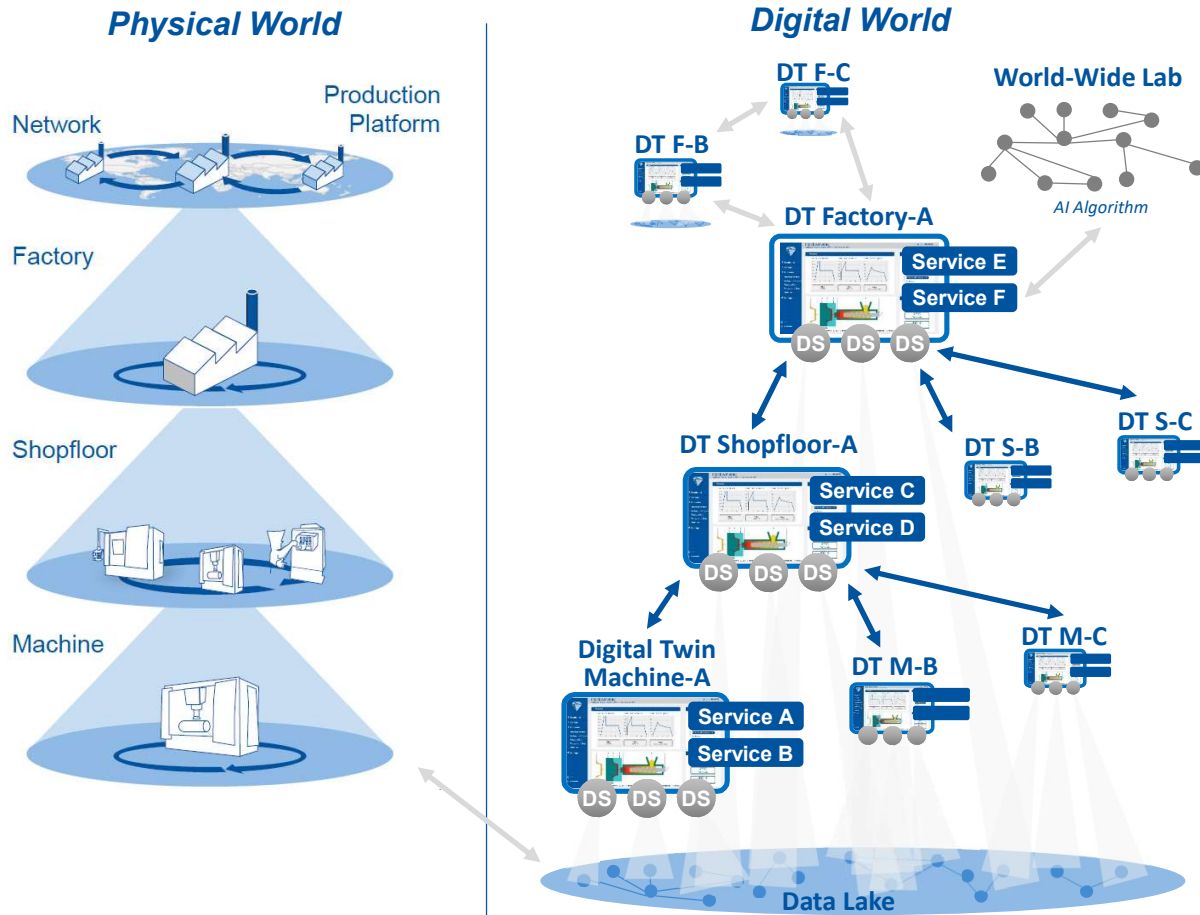 Physical World
Network
Production
Platform
Factory
Shopfloor
Machine
Digital World
DT F-C
World-Wide Lab
DT F-B
AI Algorithm
DT Factory-A
Service E
Service F
DS
DS
DS
DT S-C
DT Shopfloor-A
DT S-B
Service C
Service D
DS
DS
DS
DT M-C
Digital Twin
Machine-A
DT M-B
Service A
Service B
DS
DS
DS
Data Lake